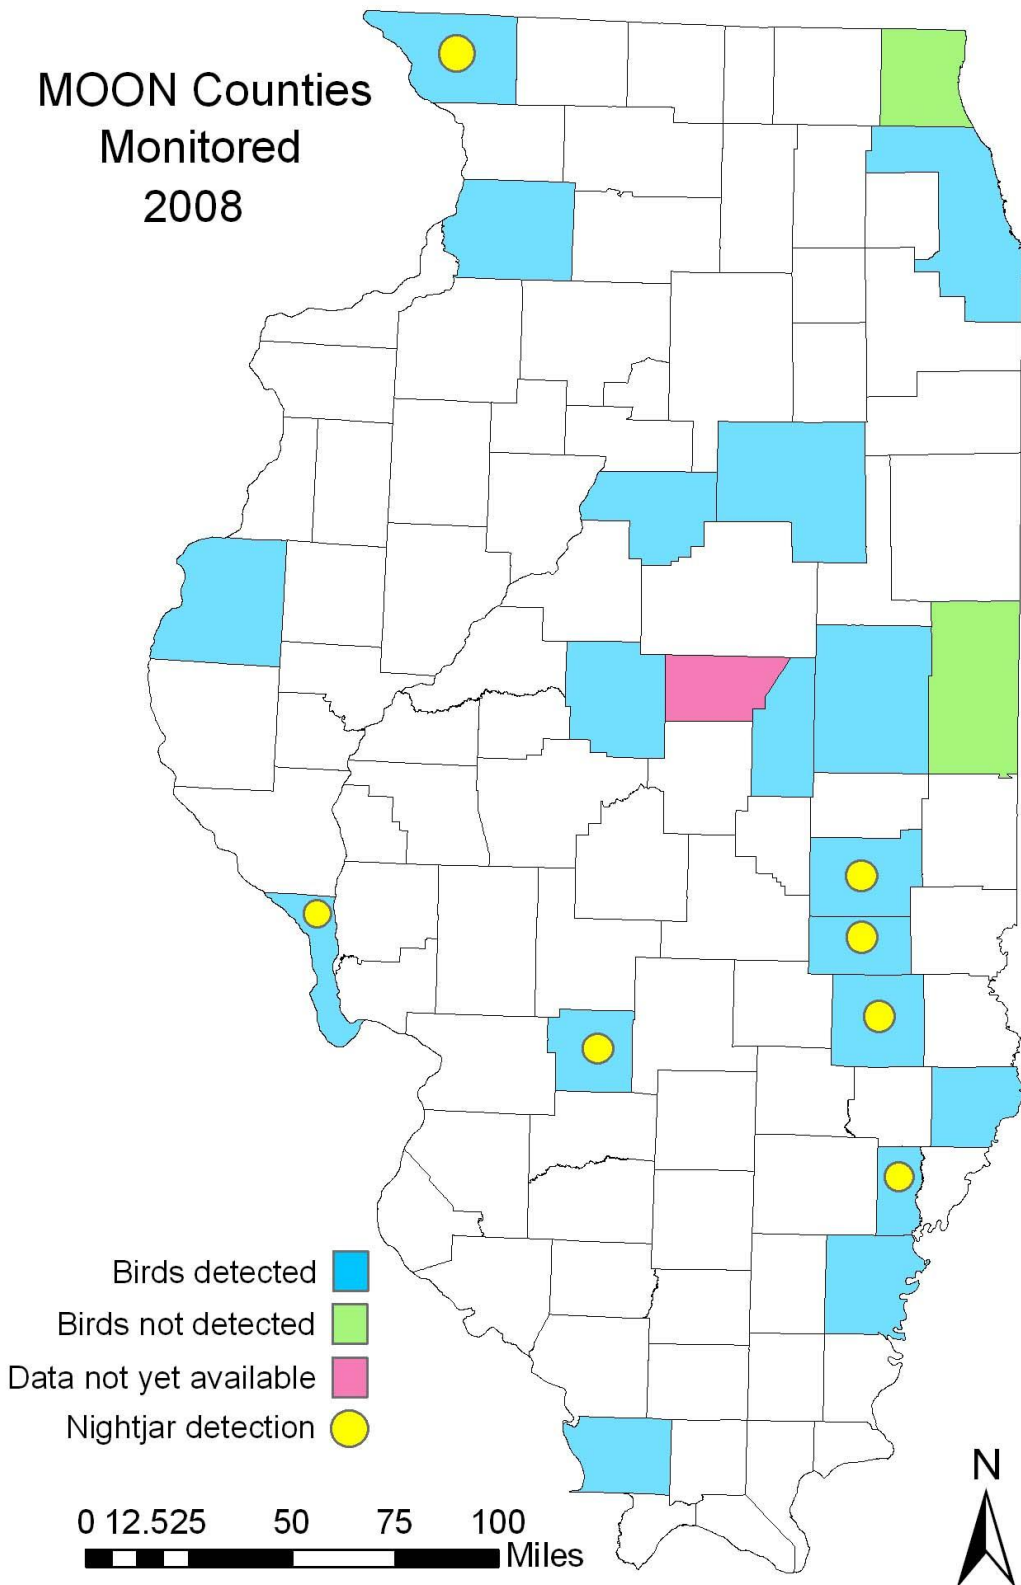 MOON Counties
Monitored
2008
Birds detected
Birds not detected
Data not yet available
Nightjar detection
0 12.525 50 75 100
Miles
N